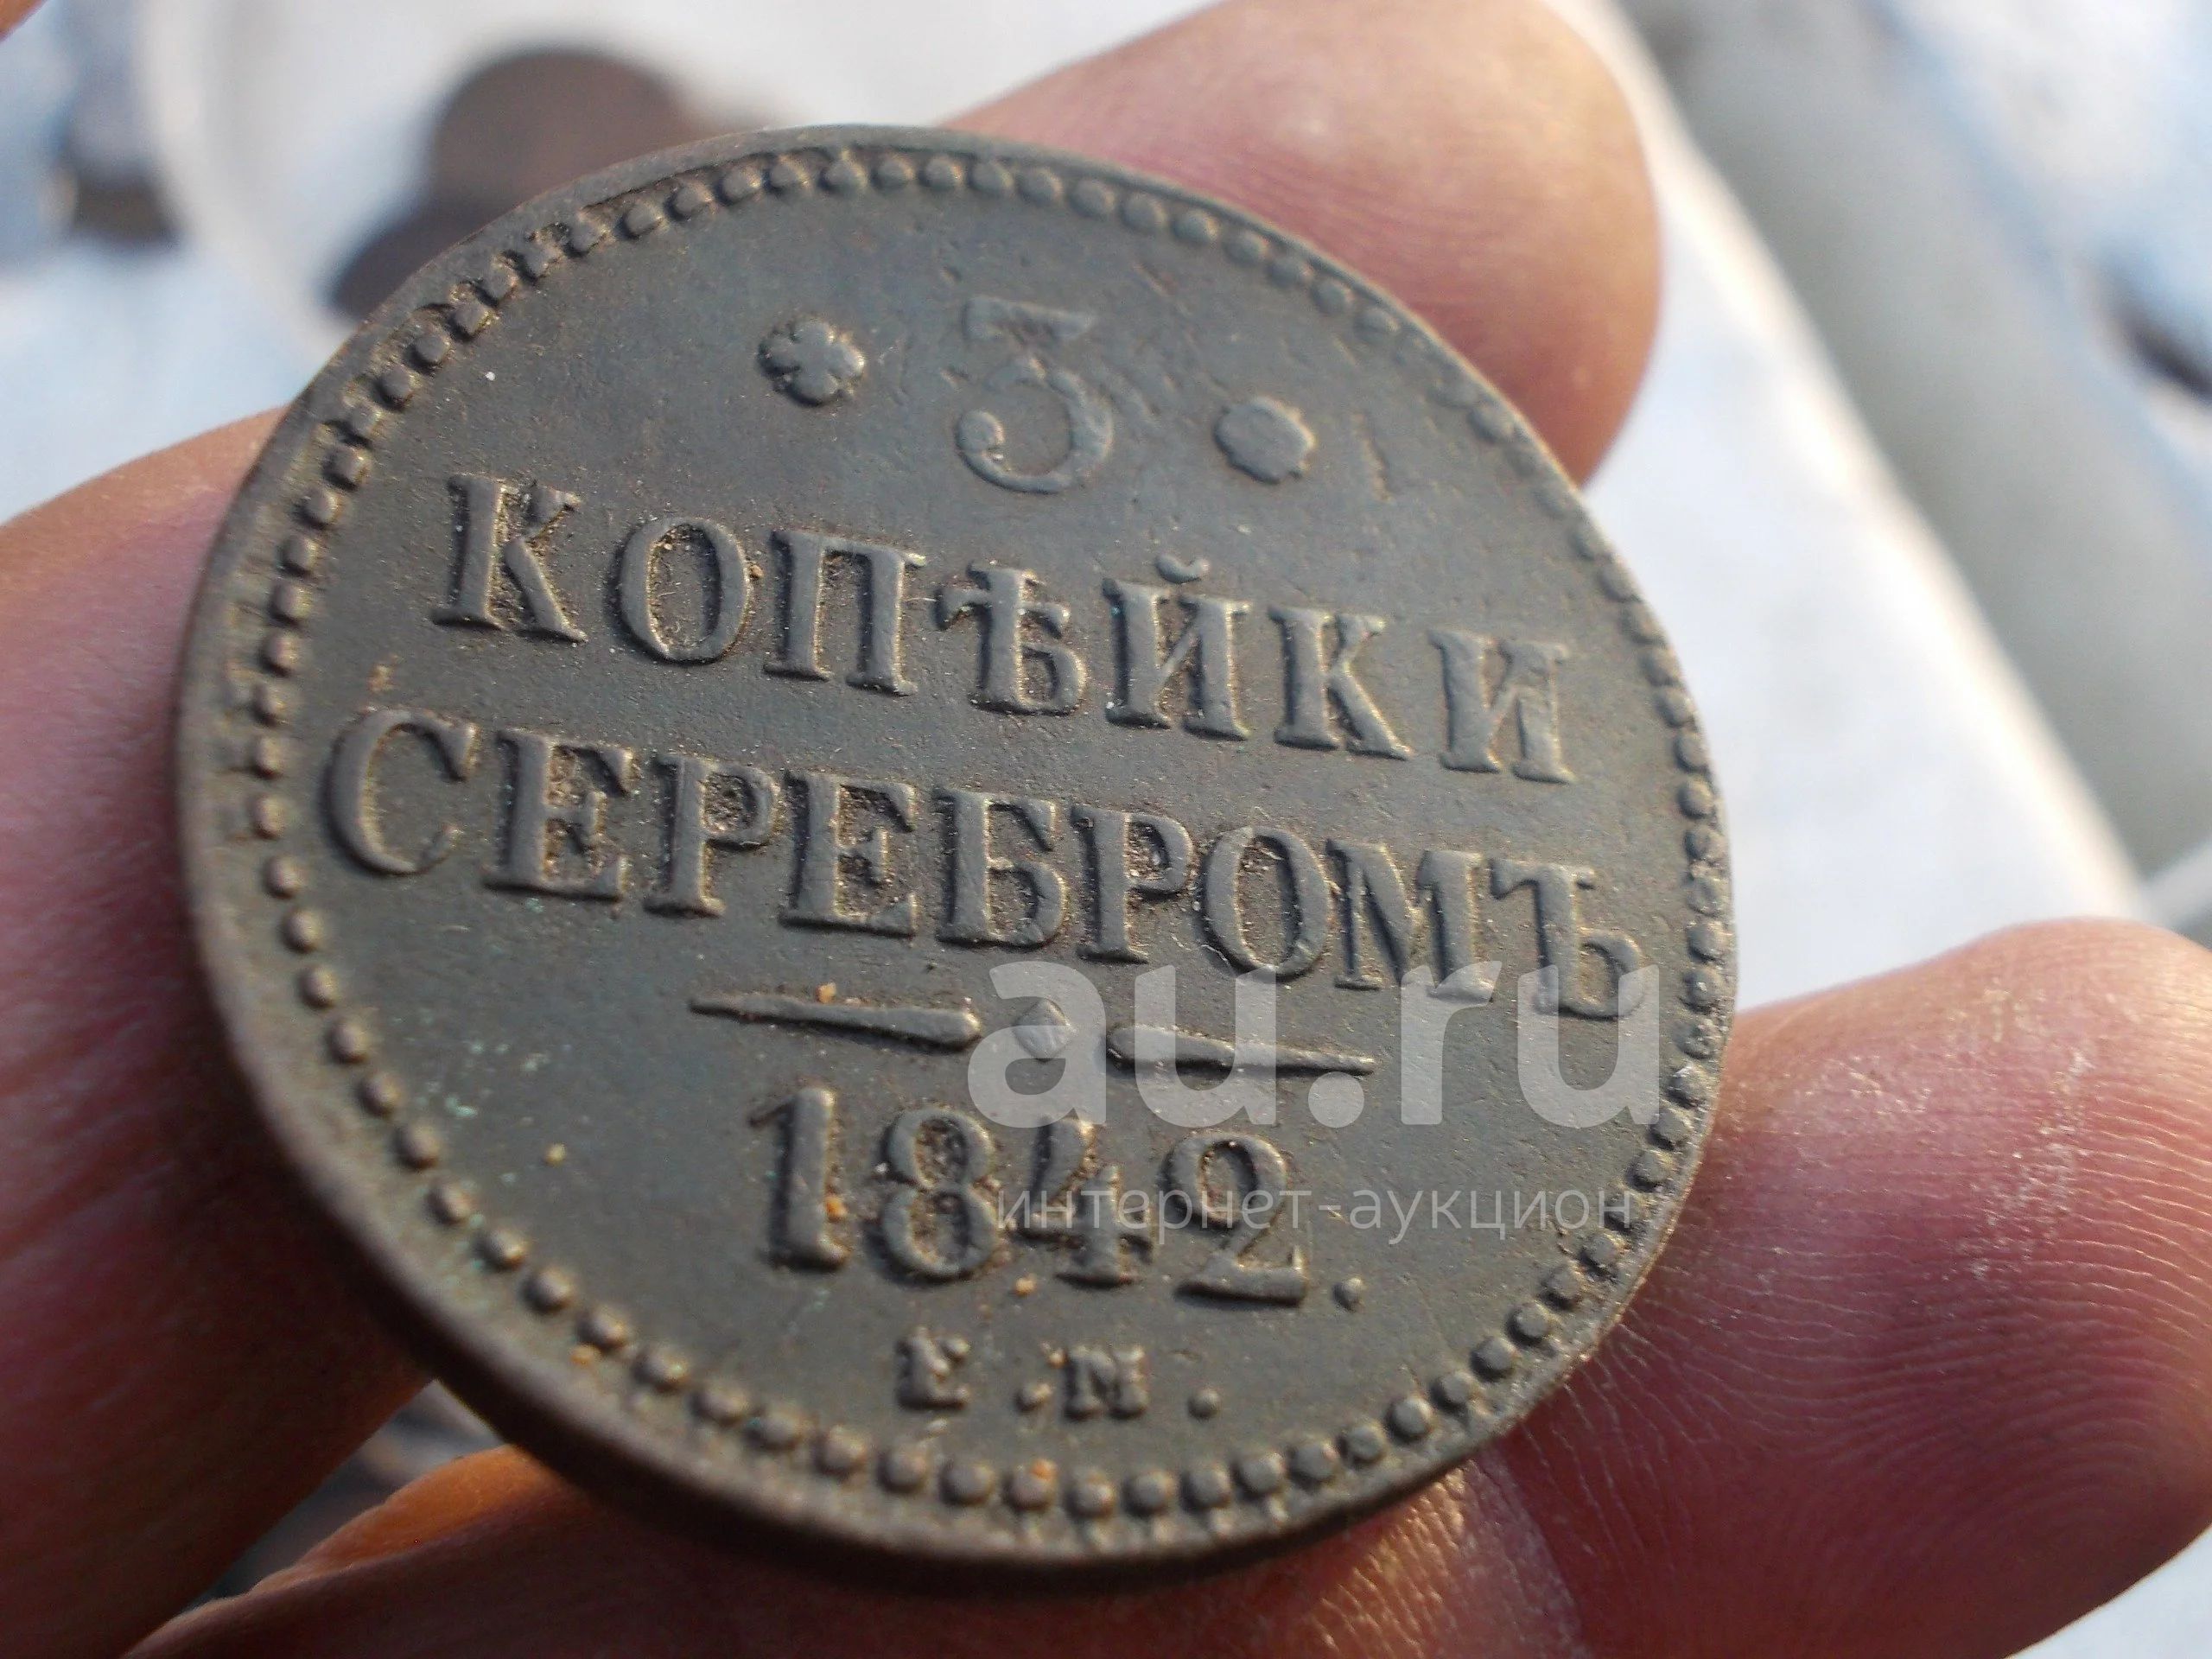 3
КОПѢЙКИ
СЕРЕБРОМЪ
1842.
Е.М.
au.ru
интернет-аукцион